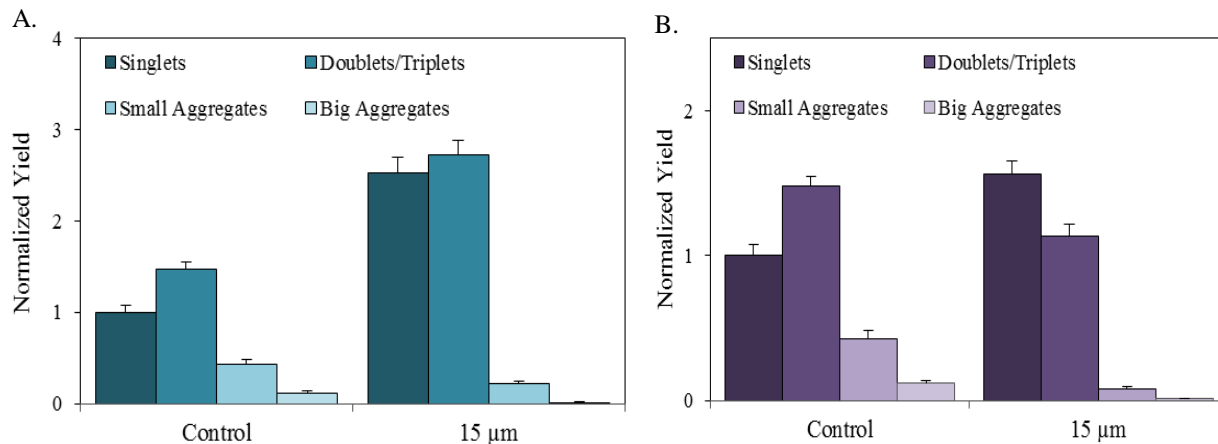 A.
4
3
2
1
0
Normalized Yield
Singlets
Doublets/Triplets
Small Aggregates
Big Aggregates
Control
15 µm
B.
2
1
0
Normalized Yield
Singlets
Doublets/Triplets
Small Aggregates
Big Aggregates
Control
15 µm